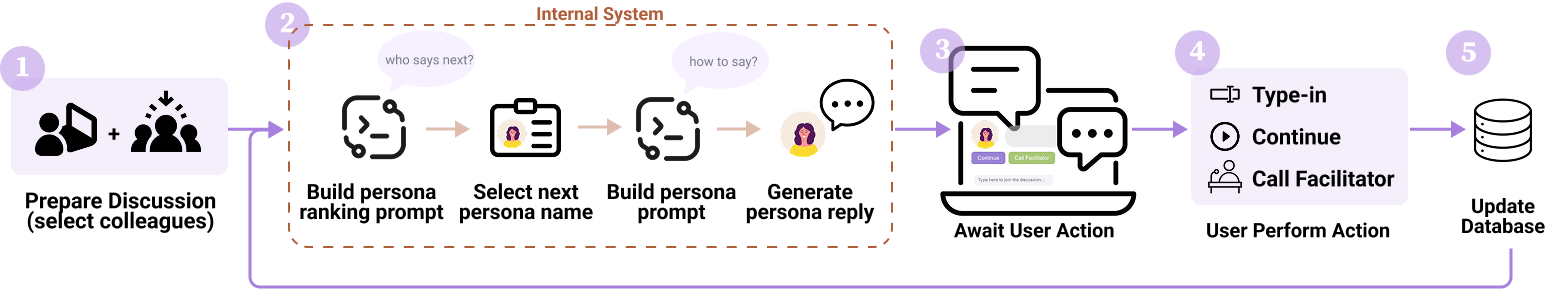 1
+
Prepare Discussion
(select colleagues)
2
Internal System
who says next?
Build persona
ranking prompt
Select next
persona name
how to say?
Build persona
prompt
Generate
persona reply
3
Continue
Call Facilitator
Type here to join the discussion...
Await User Action
4
Type-in
Continue
Call Facilitator
User Perform Action
5
Update
Database